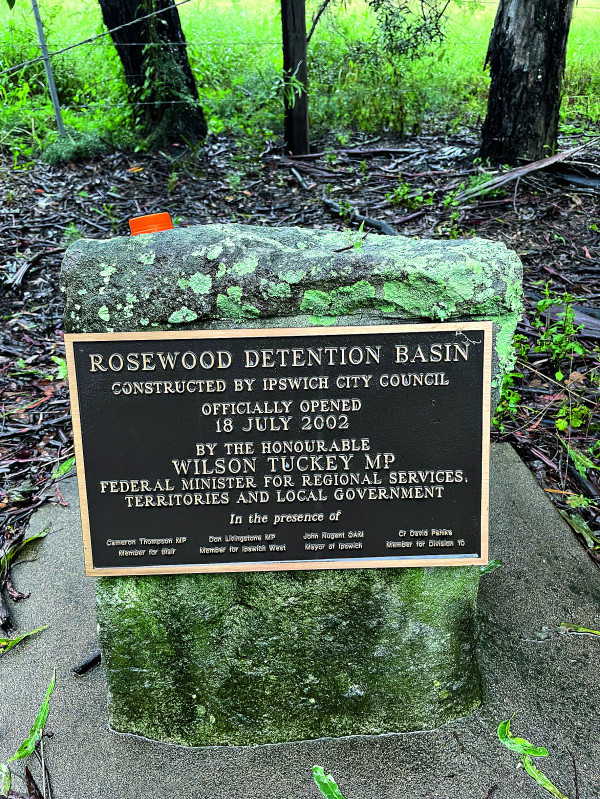 ROSEWOOD DETENTION BASIN
CONSTRUCTED BY IPSWICH CITY COUNCIL
OFFICIALLY OPENED
18 JULY 2002
BY THE HONOURABLE
WILSON TUCKEY MP
FEDERAL MINISTER FOR REGIONAL SERVICES,
TERRITORIES AND LOCAL GOVERNMENT
In the presence of
Cameron Thompson MP Don Livingstone MP John Nugent OAM Cr David Pahlke
Member for Blair Member for Ipswich West Mayor of Ipswich Member for Division 10